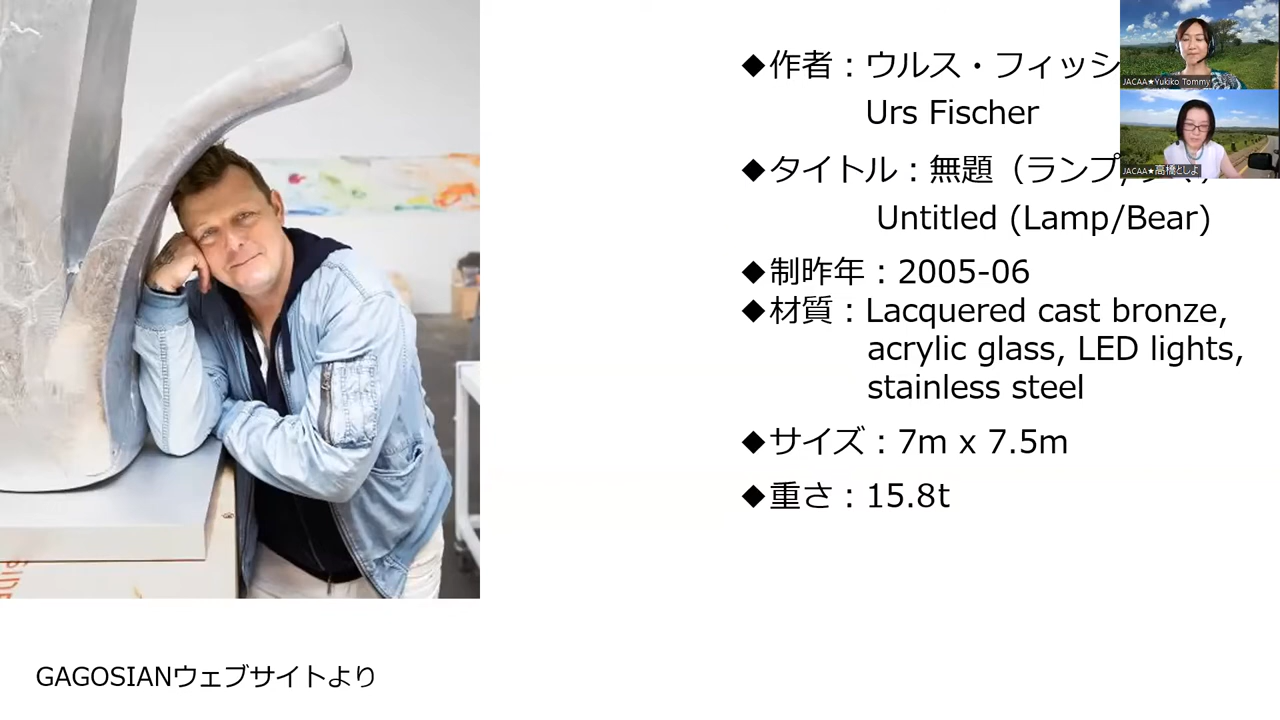 ◆作者：ウルス・フィッシ
Urs Fischer
◆タイトル：無題（ランプ/
Untitled (Lamp/Bear)
◆制昨年：2005-06
◆材質：Lacquered cast bronze,
acrylic glass, LED lights,
stainless steel
◆サイズ：7m x 7.5m
◆重さ：15.8t
GAGOSIANウェブサイトより
JACAA★Yukiko Tommy
JACAA★高橋としよ